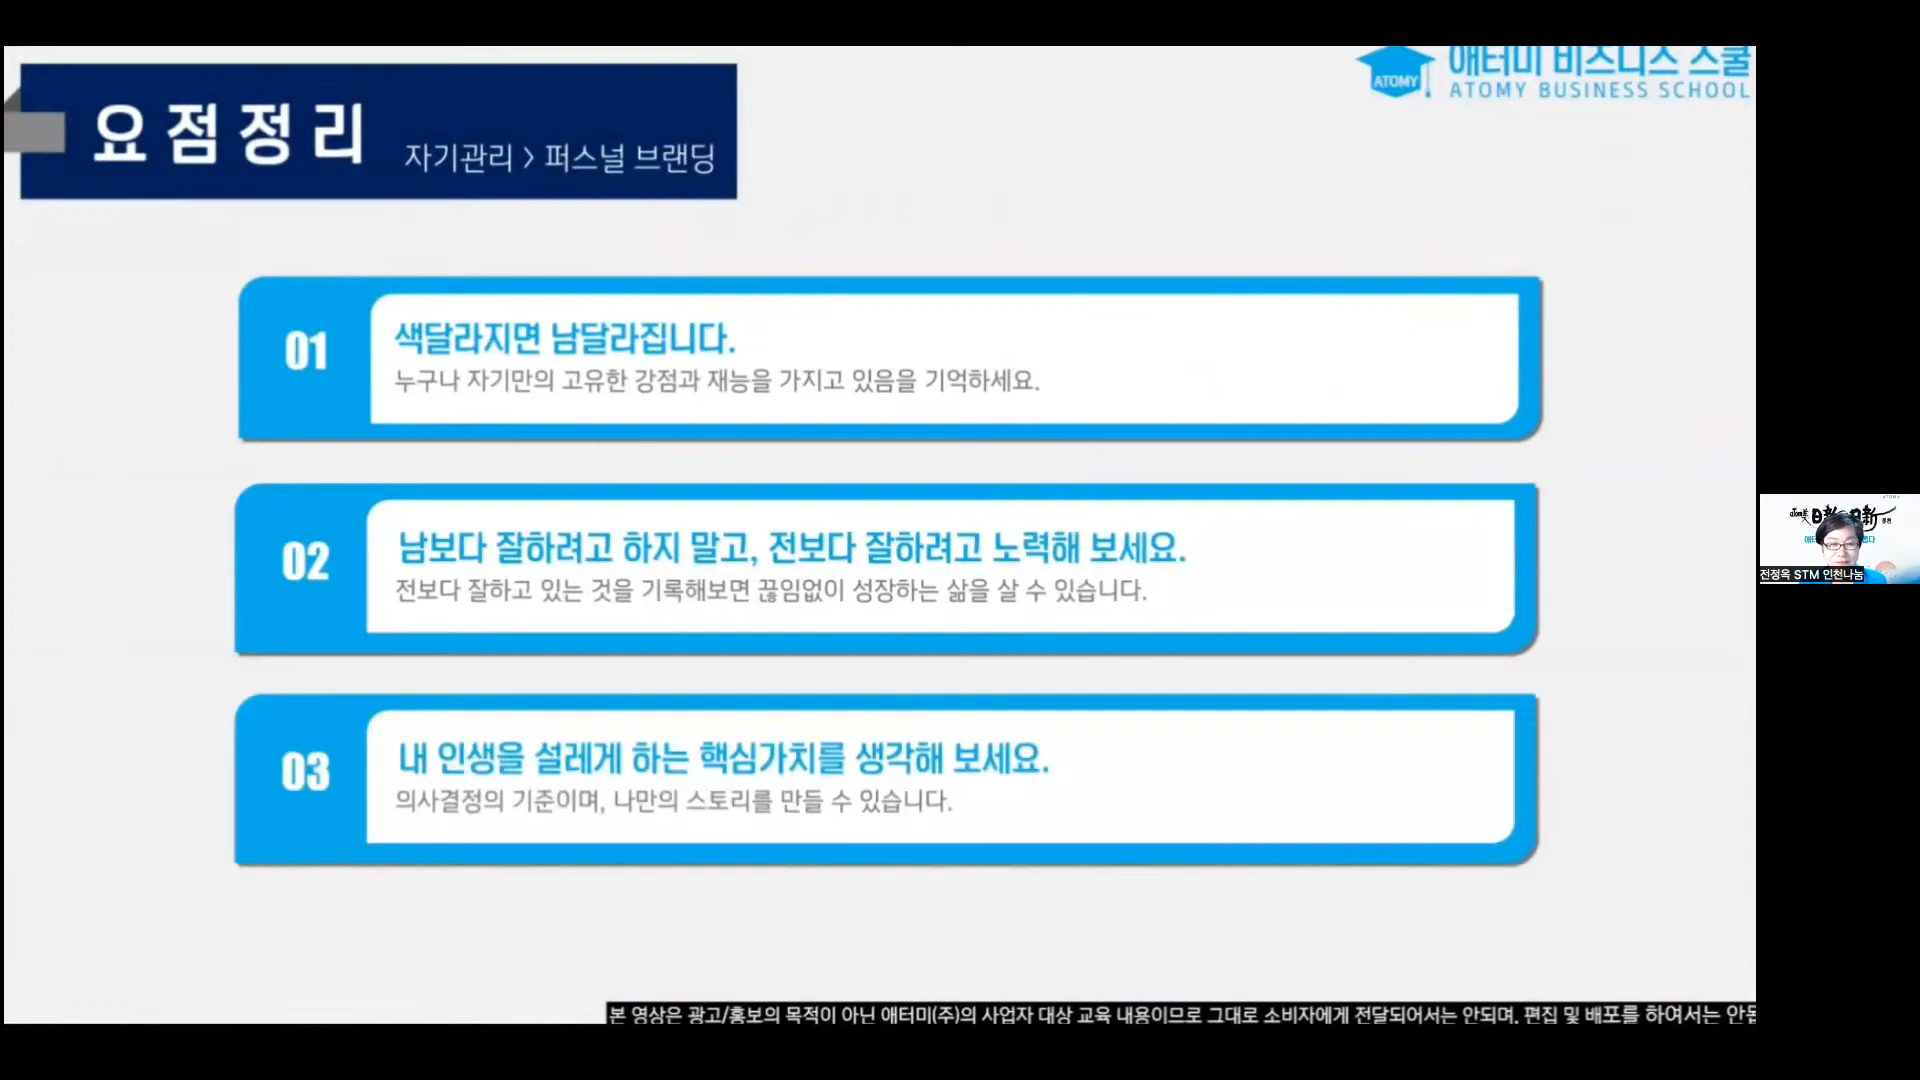 애터미 비즈니스 스쿨
ATOMY
ATOMY BUSINESS SCHOOL
요점정리 자기관리 > 퍼스널 브랜딩
01
색달라지면 남달라집니다.
누구나 자기만의 고유한 강점과 재능을 가지고 있음을 기억하세요.
02
남보다 잘하려고 하지 말고, 전보다 잘하려고 노력해 보세요.
전보다 잘하고 있는 것을 기록해보면 끊임없이 성장하는 삶을 살 수 있습니다.
03
내 인생을 설레게 하는 핵심가치를 생각해 보세요.
의사결정의 기준이며, 나만의 스토리를 만들 수 있습니다.
전정옥 STM 인천나눔
본 영상은 광고/홍보의 목적이 아닌 애터미(주)의 사업자 대상 교육 내용이므로 그대로 소비자에게 전달되어서는 안되며, 편집 및 배포를 하여서는